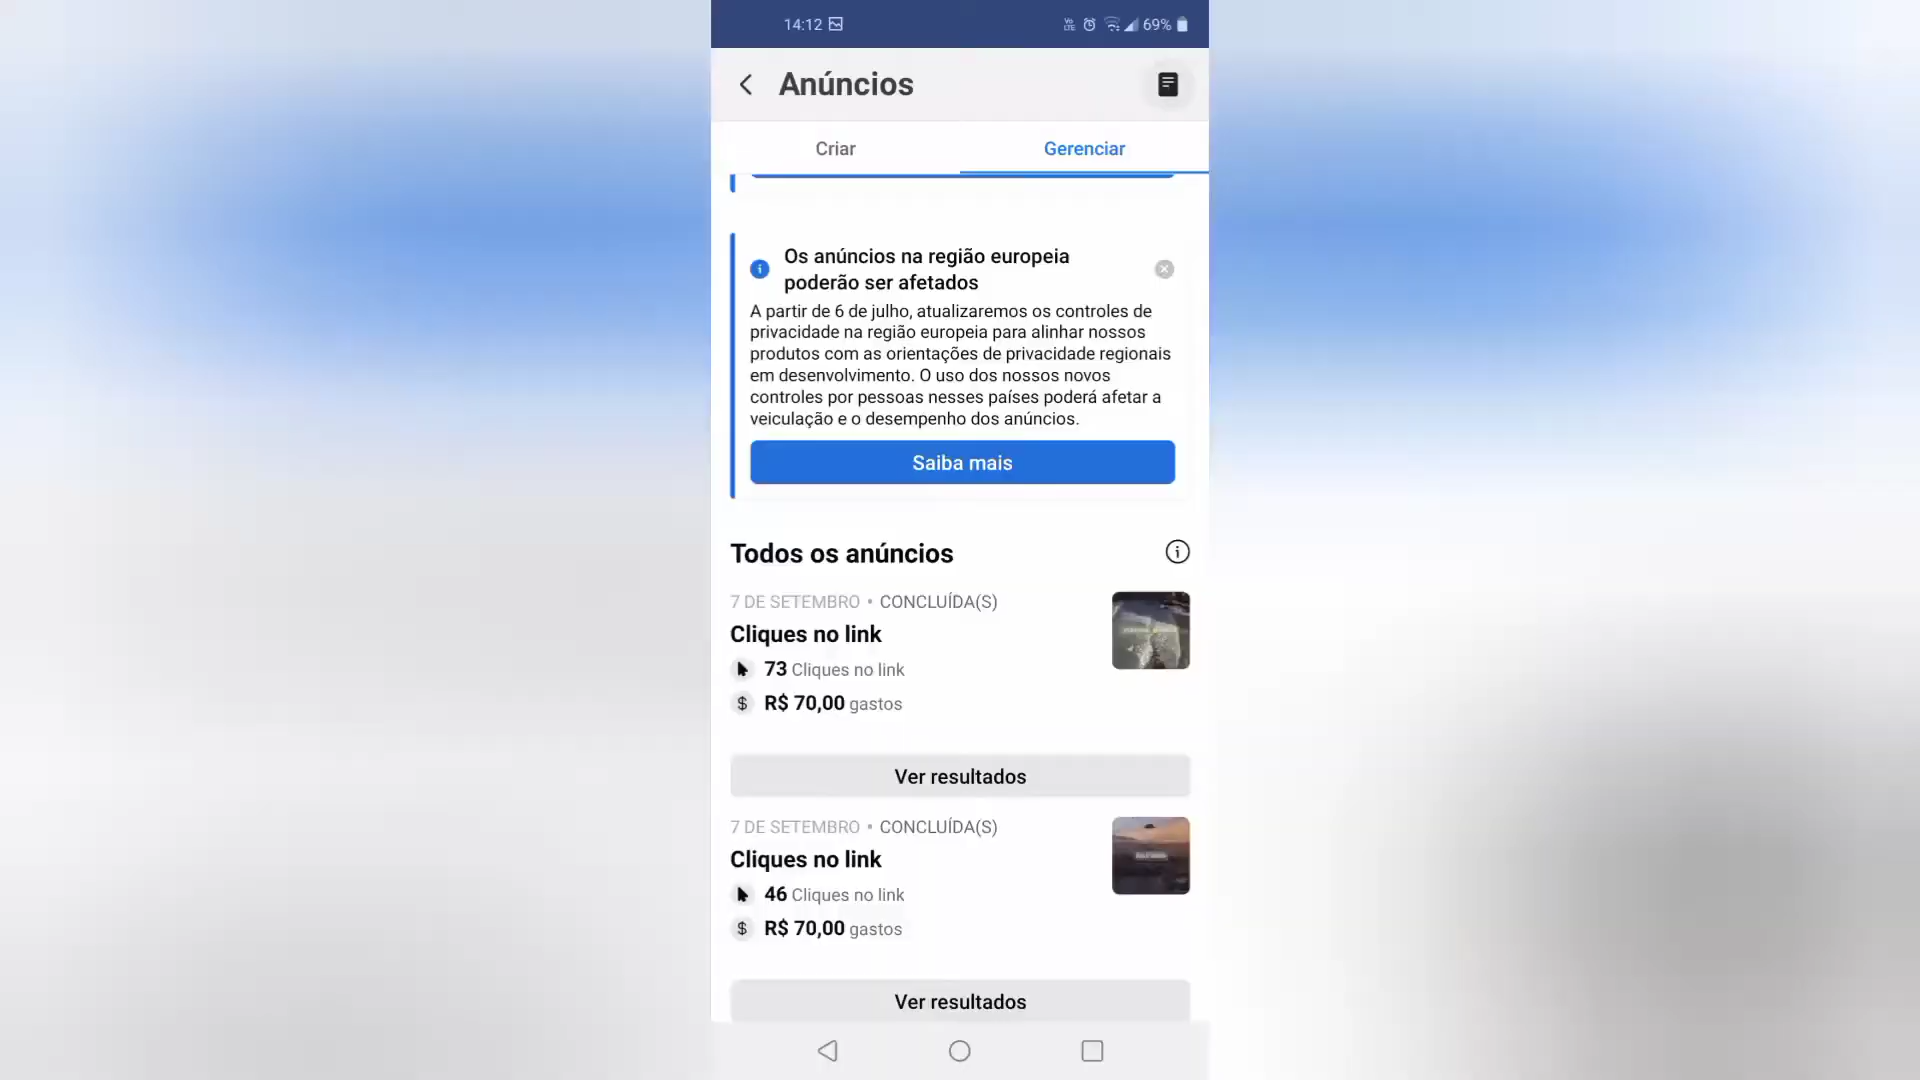 14:12
Vo LTE 69%
Anúncios
Criar
Gerenciar
Os anúncios na região europeia
poderão ser afetados
A partir de 6 de julho, atualizaremos os controles de
privacidade na região europeia para alinhar nossos
produtos com as orientações de privacidade regionais
em desenvolvimento. O uso dos nossos novos
controles por pessoas nesses países poderá afetar a
veiculação e o desempenho dos anúncios.
Saiba mais
Todos os anúncios
7 DE SETEMBRO • CONCLUÍDA(S)
Cliques no link
73 Cliques no link
$ R$ 70,00 gastos
Ver resultados
7 DE SETEMBRO • CONCLUÍDA(S)
Cliques no link
46 Cliques no link
$ R$ 70,00 gastos
Ver resultados